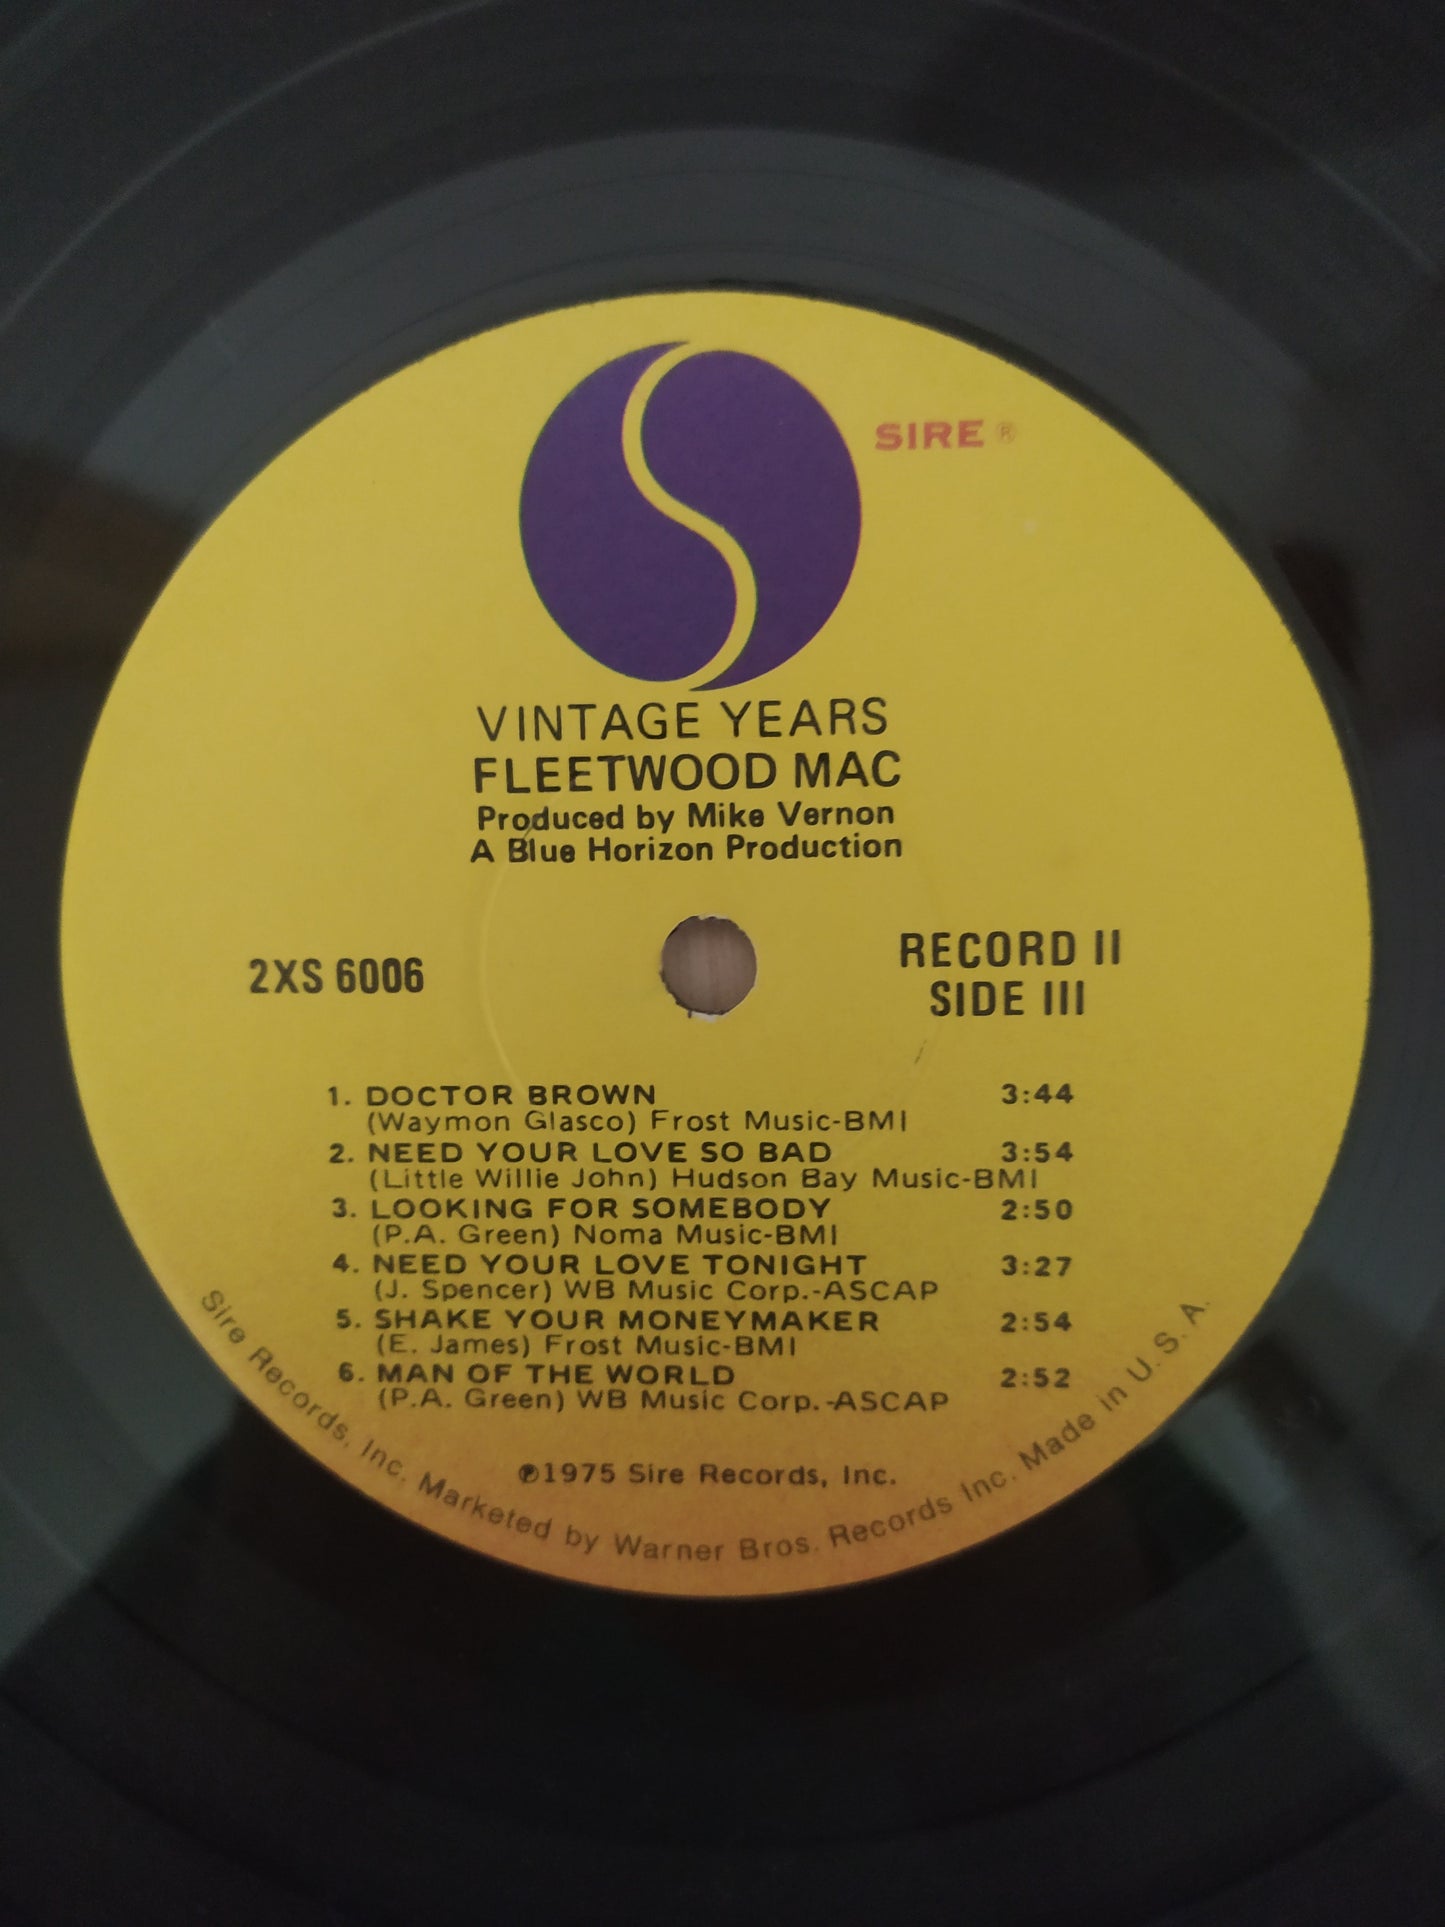 SIRE ®
VINTAGE YEARS
FLEETWOOD MAC
Produced by Mike Vernon
A Blue Horizon Production
2XS 6006
RECORD II
SIDE III
1. DOCTOR BROWN 3:44
(Waymon Glasco) Frost Music-BMI
2. NEED YOUR LOVE SO BAD 3:54
(Little Willie John) Hudson Bay Music-BMI
3. LOOKING FOR SOMEBODY 2:50
(P.A. Green) Noma Music-BMI
4. NEED YOUR LOVE TONIGHT 3:27
(J. Spencer) WB Music Corp.-ASCAP
5. SHAKE YOUR MONEYMAKER 2:54
(E. James) Frost Music-BMI
6. MAN OF THE WORLD 2:52
(P.A. Green) WB Music Corp.-ASCAP
℗1975 Sire Records, Inc.
Sire Records, Inc. Marketed by Warner Bros. Records Inc. Made in U. S. A.